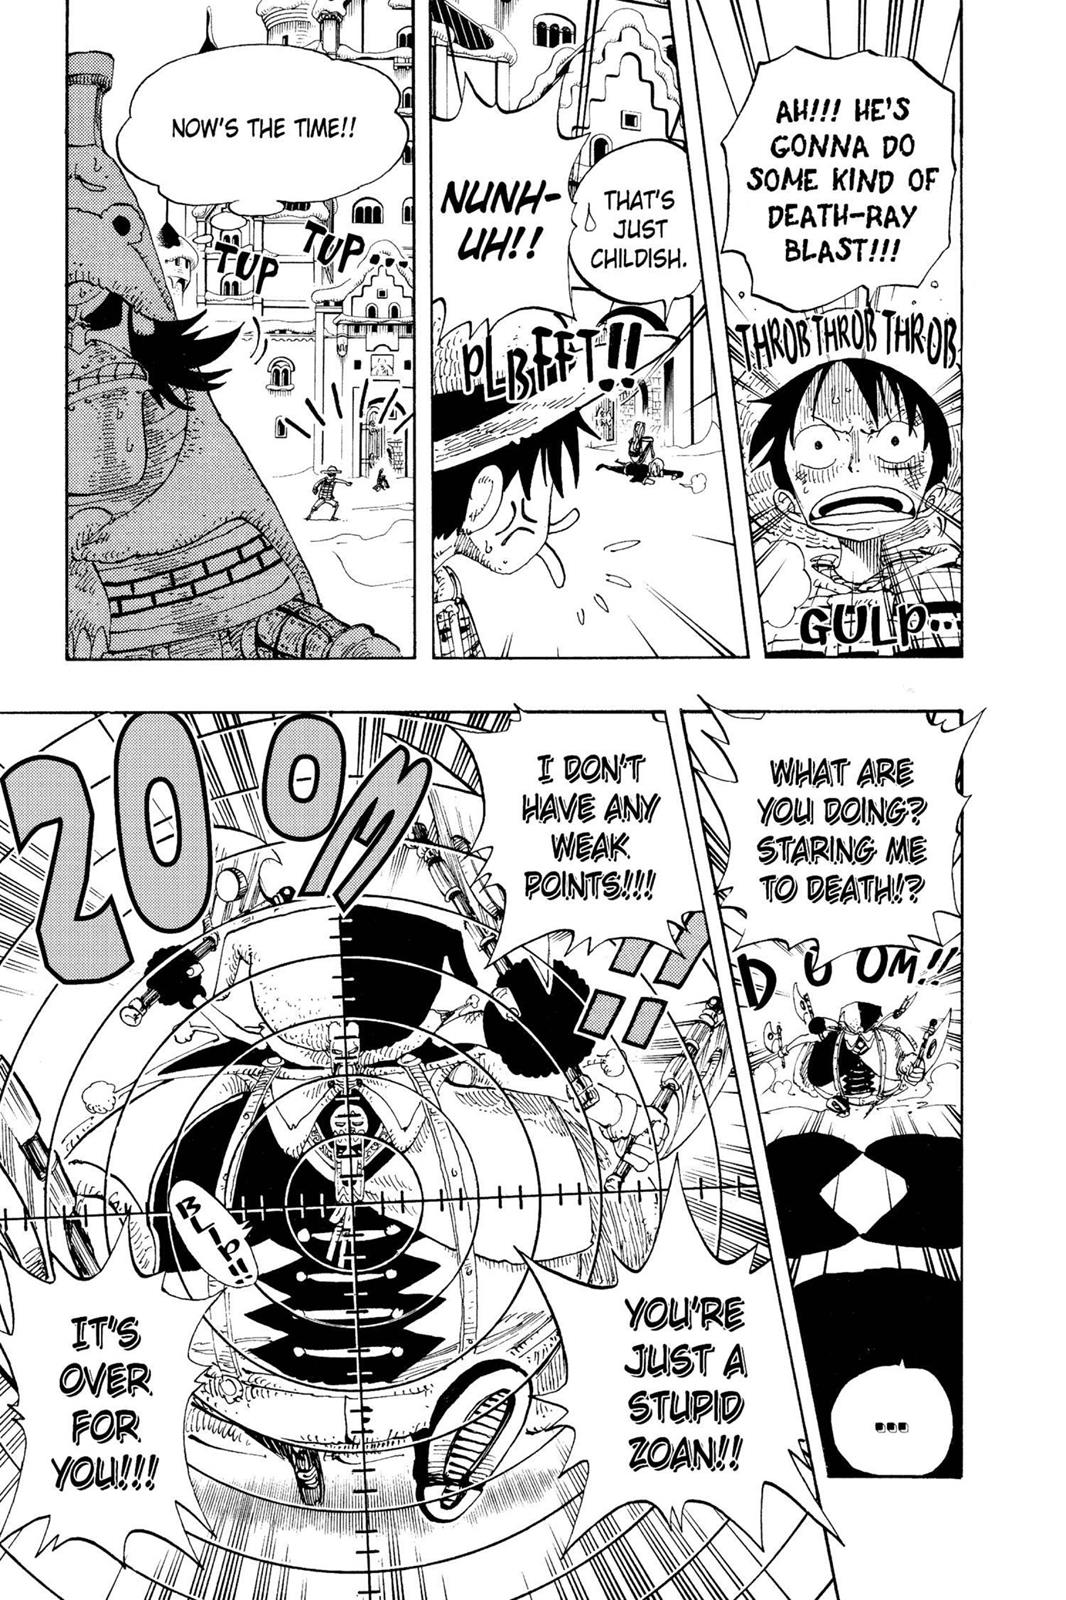 AH!!! HE'S
GONNA DO
SOME KIND OF
DEATH-RAY
BLAST!!!
THROB THROB THROB
GULP...
THAT'S
JUST
CHILDISH.
NUNH-
UH!!
PLBFFT!!
NOW'S THE TIME!!
TUP...
TUP
WHAT ARE
YOU DOING?
STARING ME
TO DEATH!?
DOOOM!!
...
I DON'T
HAVE ANY
WEAK
POINTS!!!
ZOOM!!
YOU'RE
JUST A
STUPID
ZOAN!!
BLIP!!
IT'S
OVER
FOR
YOU!!!